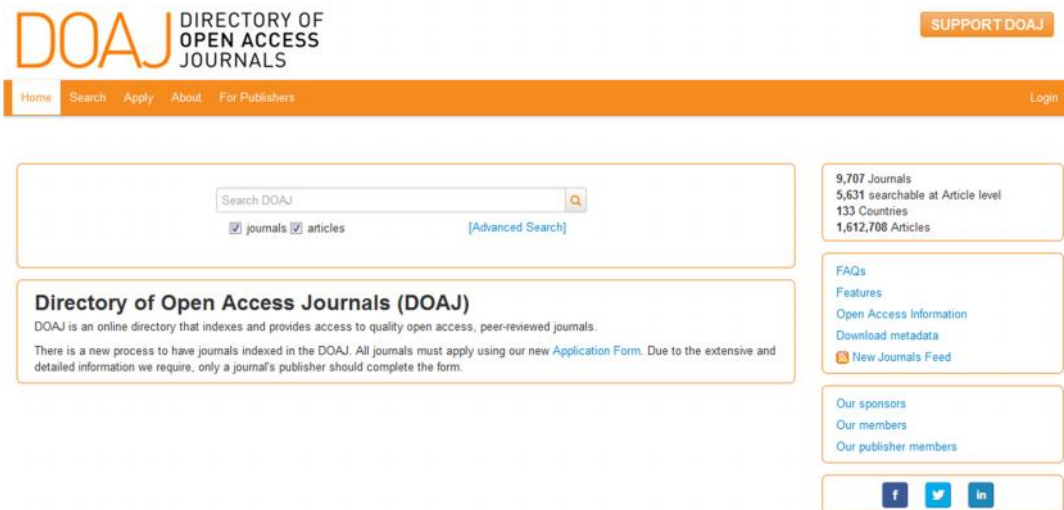 DOAJ
DIRECTORY OF
OPEN ACCESS
JOURNALS
SUPPORT DOAJ
Home Search Apply About For Publishers Login
Search DOAJ
journals articles [Advanced Search]
Directory of Open Access Journals (DOAJ)
DOAJ is an online directory that indexes and provides access to quality open access, peer-reviewed journals.
There is a new process to have journals indexed in the DOAJ. All journals must apply using our new Application Form. Due to the extensive and
detailed information we require, only a journal's publisher should complete the form.
9,707 Journals
5,631 searchable at Article level
133 Countries
1,612,708 Articles
FAQs
Features
Open Access Information
Download metadata
New Journals Feed
Our sponsors
Our members
Our publisher members
f in